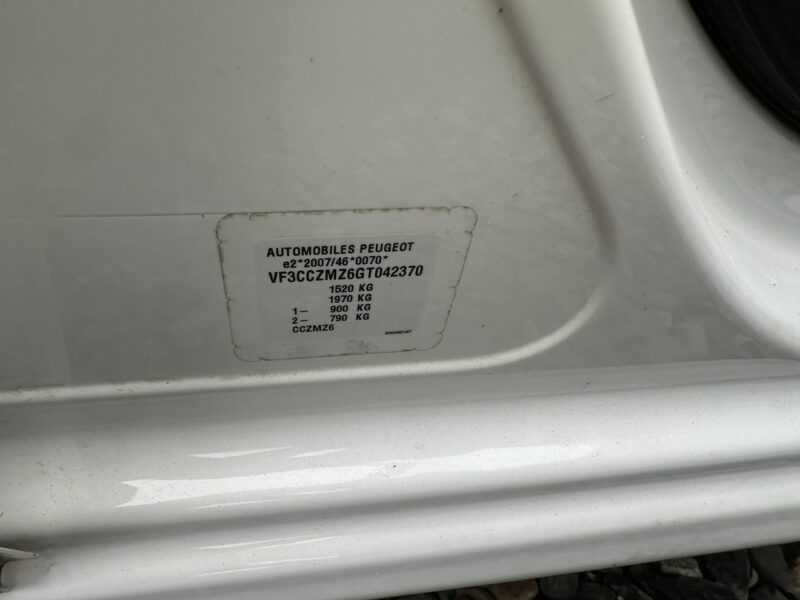 AUTOMOBILES PEUGEOT
e2*2007/46*0070*
VF3CCZMZ6GT042370
1520 KG
1970 KG
1– 900 KG
2– 790 KG
CCZMZ6